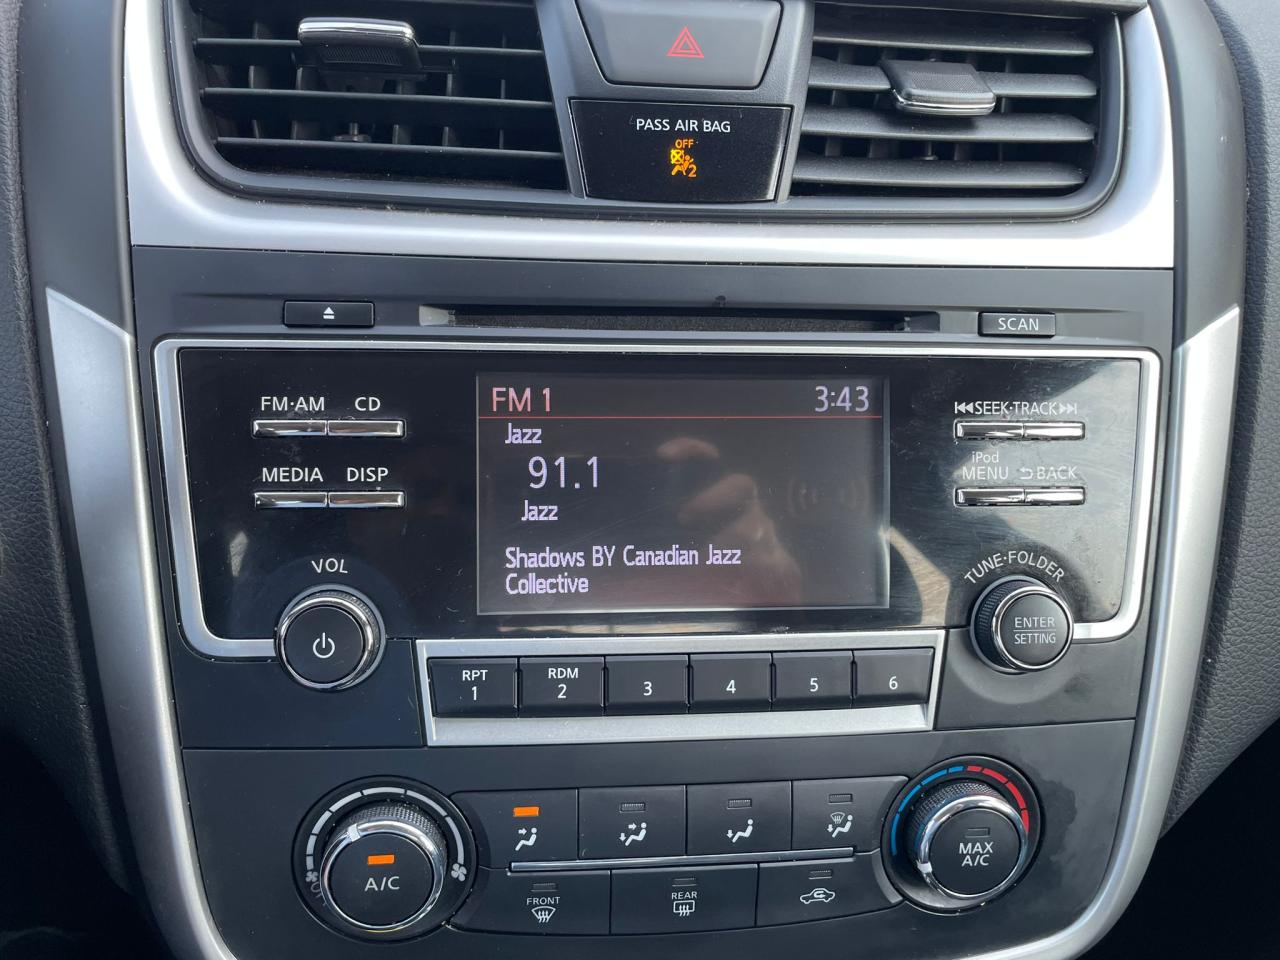 PASS AIR BAG
OFF
2
SCAN
FM·AM CD
MEDIA DISP
VOL
FM 1 3:43
Jazz
91.1
Jazz
Shadows BY Canadian Jazz
Collective
SEEK·TRACK
iPod
MENU BACK
TUNE·FOLDER
ENTER
SETTING
RPT
1
RDM
2
3
4
5
6
A/C
FRONT
REAR
MAX
A/C